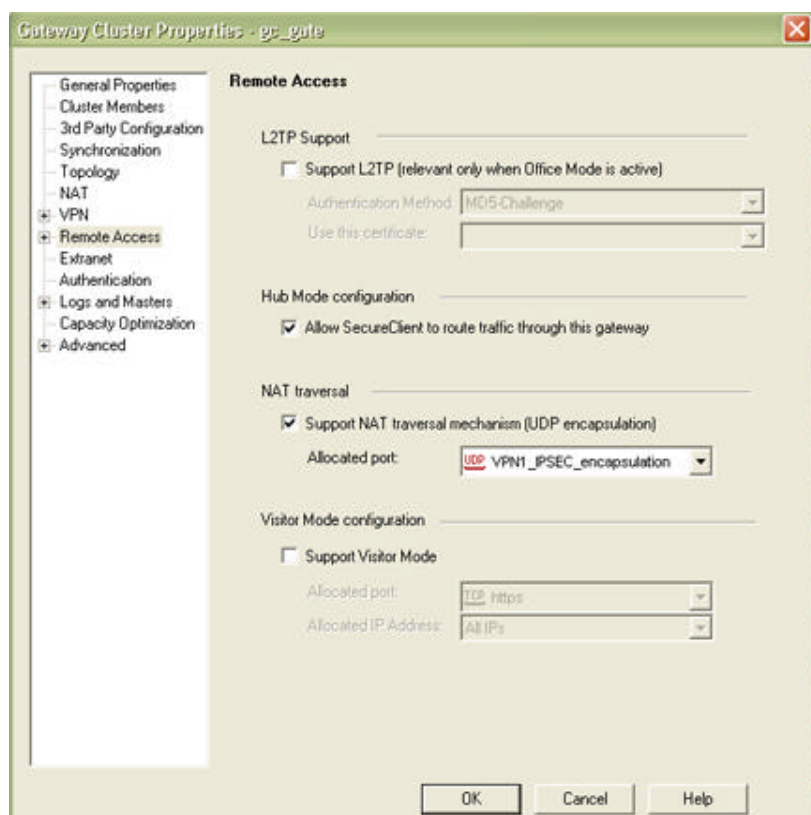 Gateway Cluster Properties - gc_gate
General Properties
Cluster Members
3rd Party Configuration
Synchronization
Topology
NAT
VPN
Remote Access
Extranet
Authentication
Logs and Masters
Capacity Optimization
Advanced
Remote Access
L2TP Support
Support L2TP (relevant only when Office Mode is active)
Authentication Method: MD5-Challenge
Use this certificate:
Hub Mode configuration
Allow SecureClient to route traffic through this gateway
NAT traversal
Support NAT traversal mechanism (UDP encapsulation)
Allocated port: UDP VPN1_IPSEC_encapsulation
Visitor Mode configuration
Support Visitor Mode
Allocated port: TCP https
Allocated IP Address: All IPs
OK Cancel Help